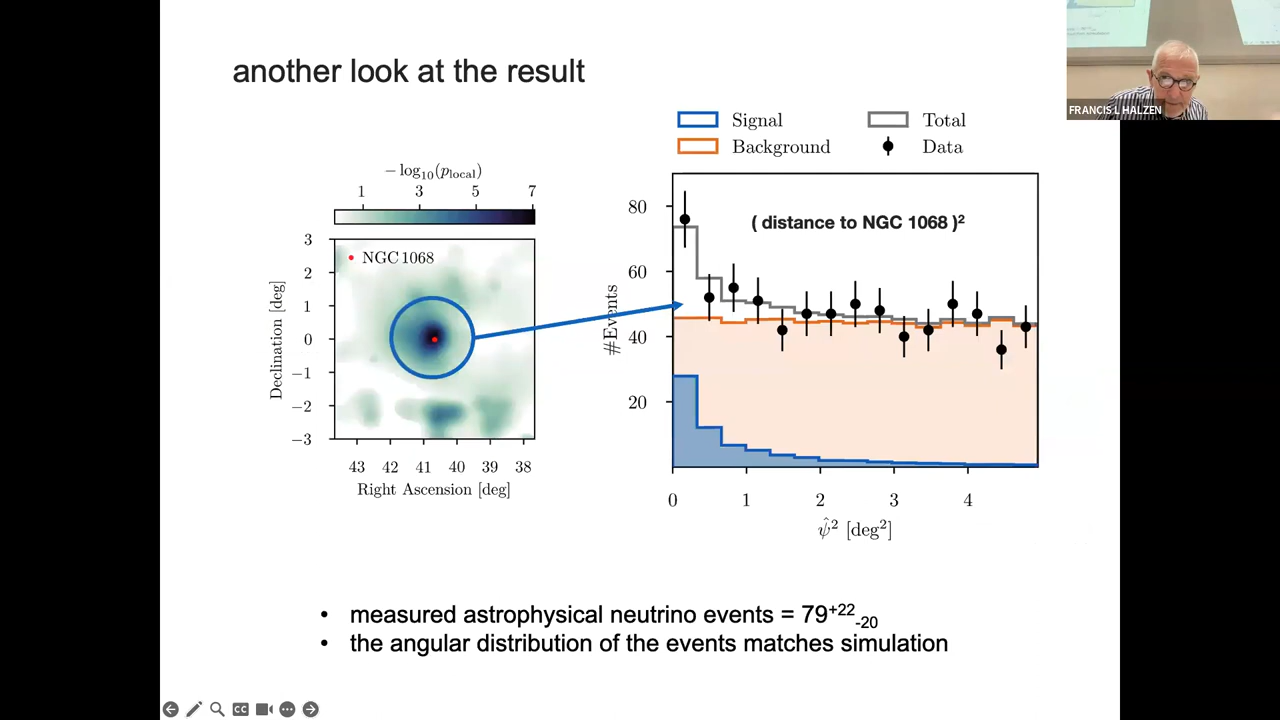 another look at the result
FRANCIS L HALZEN
Signal
Total
Background
Data
− log₁₀(p_local)
1 3 5 7
NGC 1068
3
2
1
0
−1
−2
−3
Declination [deg]
43 42 41 40 39 38
Right Ascension [deg]
( distance to NGC 1068 )²
80
60
40
20
#Events
0 1 2 3 4
ψ̂² [deg²]
• measured astrophysical neutrino events = 79⁺²²₋₂₀
• the angular distribution of the events matches simulation
CC